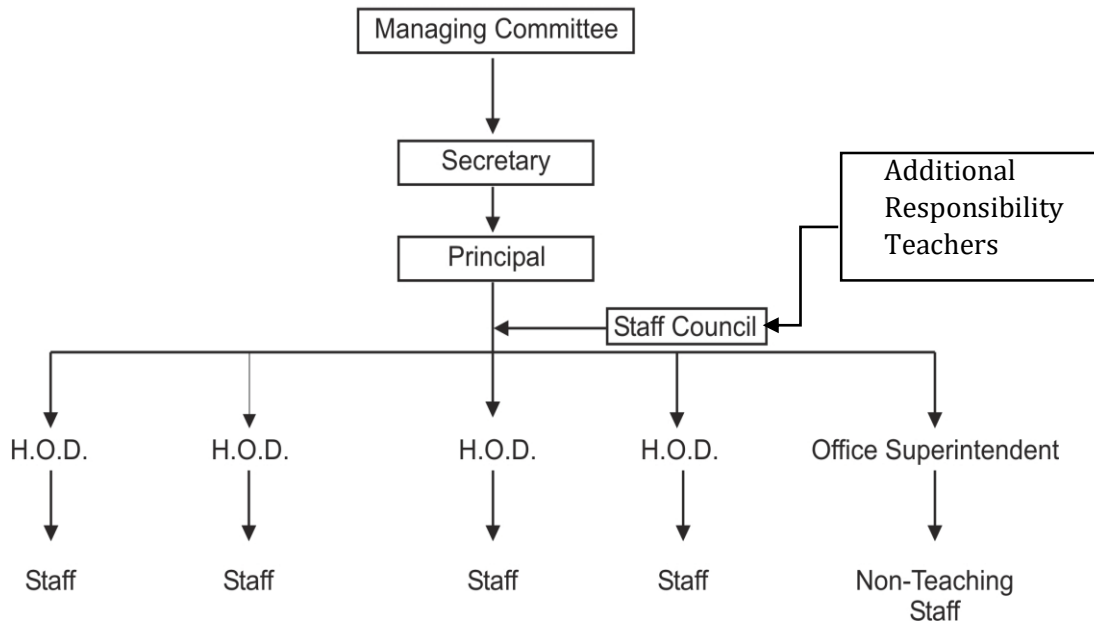 Managing Committee
Secretary
Additional
Responsibility
Teachers
Principal
Staff Council
H.O.D.
H.O.D.
H.O.D.
H.O.D.
Office Superintendent
Staff
Staff
Staff
Staff
Non-Teaching
Staff